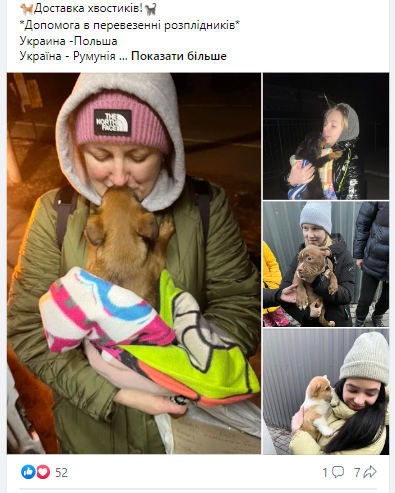 🐕Доставка хвостиків!🐈‍⬛
*Допомога в перевезенні розплідників*
Украина -Польша
Україна - Румунія ... Показати більше
THE
NORTH
FACE
52
1
7